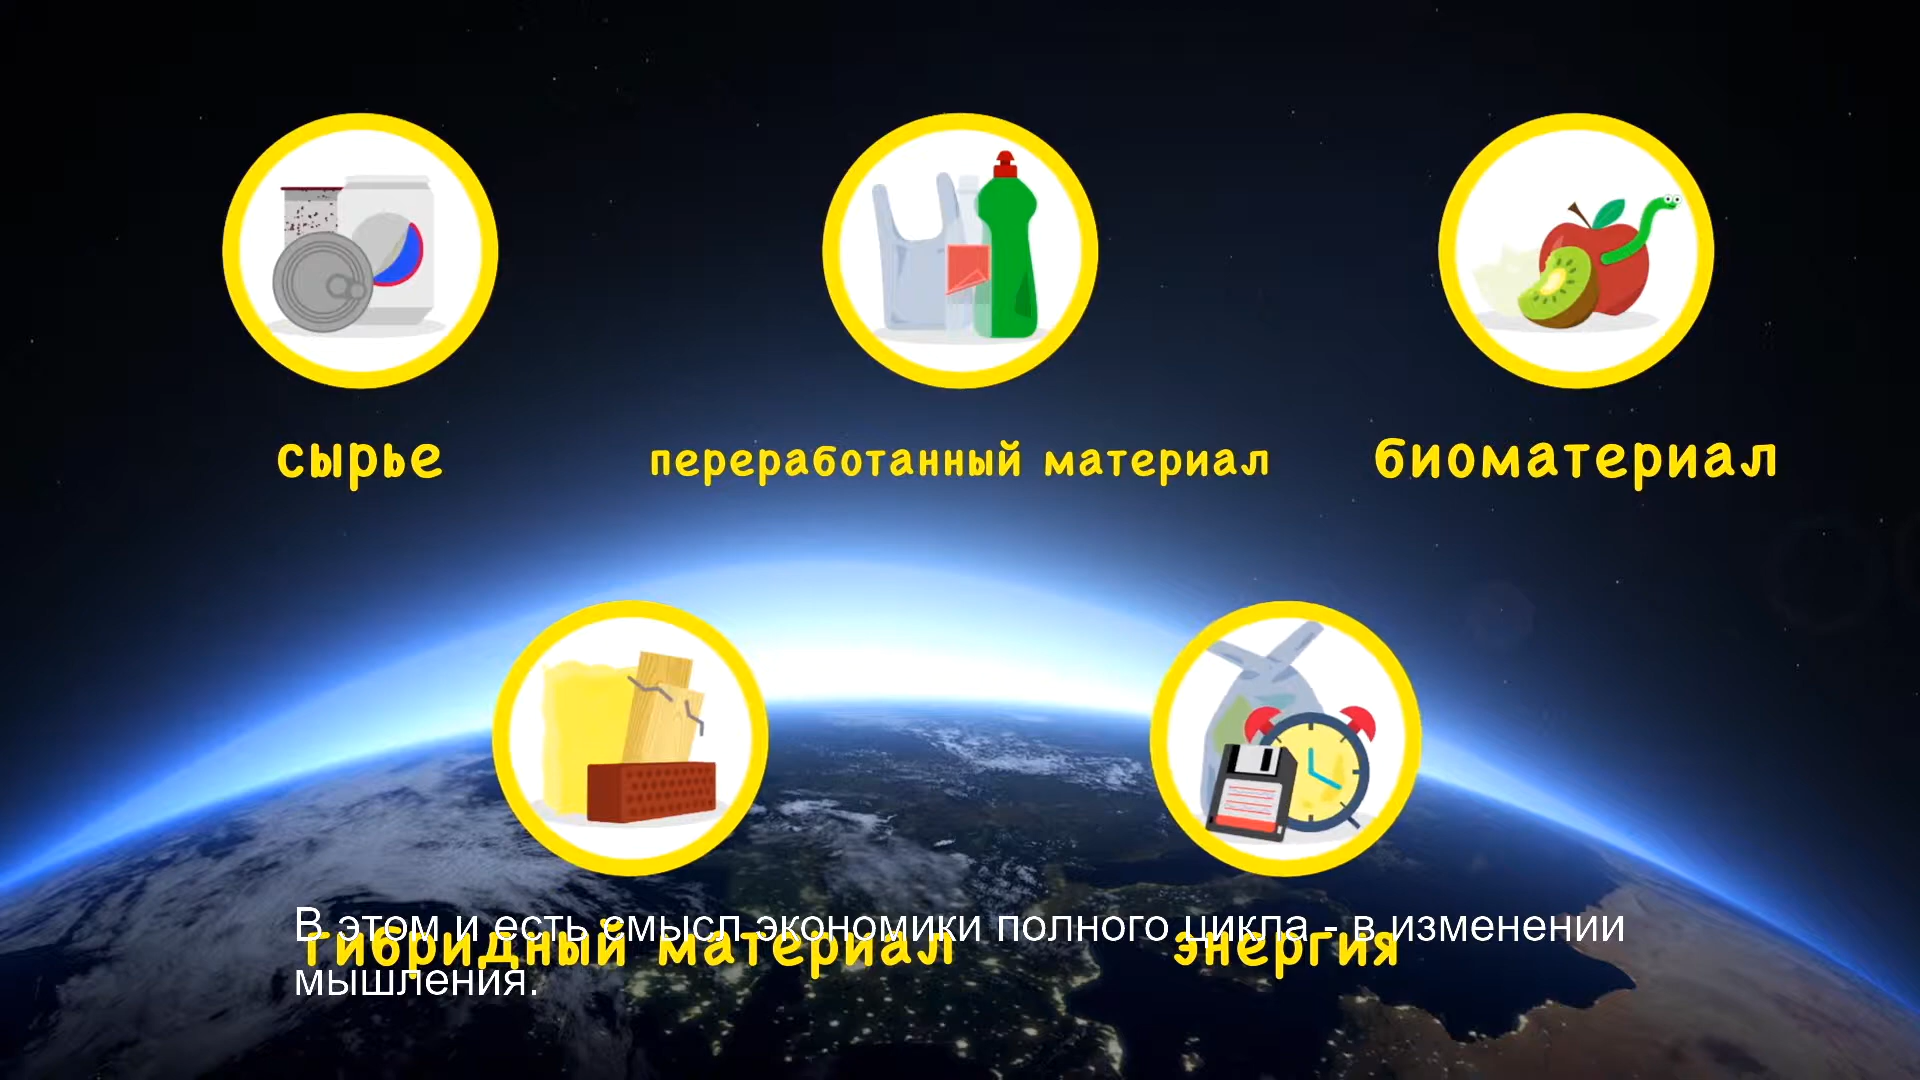 сырье
переработанный материал
биоматериал
гибридный материал
энергия
В этом и есть смысл экономики полного цикла - в изменении
мышления.